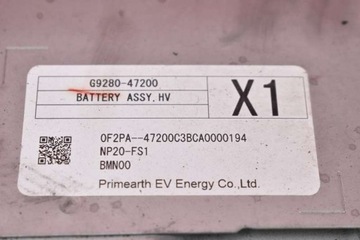 G9280-47200
BATTERY ASSY,HV
X1
0F2PA--47200C3BCA0000194
NP20-FS1
BMN00
Primearth EV Energy Co.,Ltd.